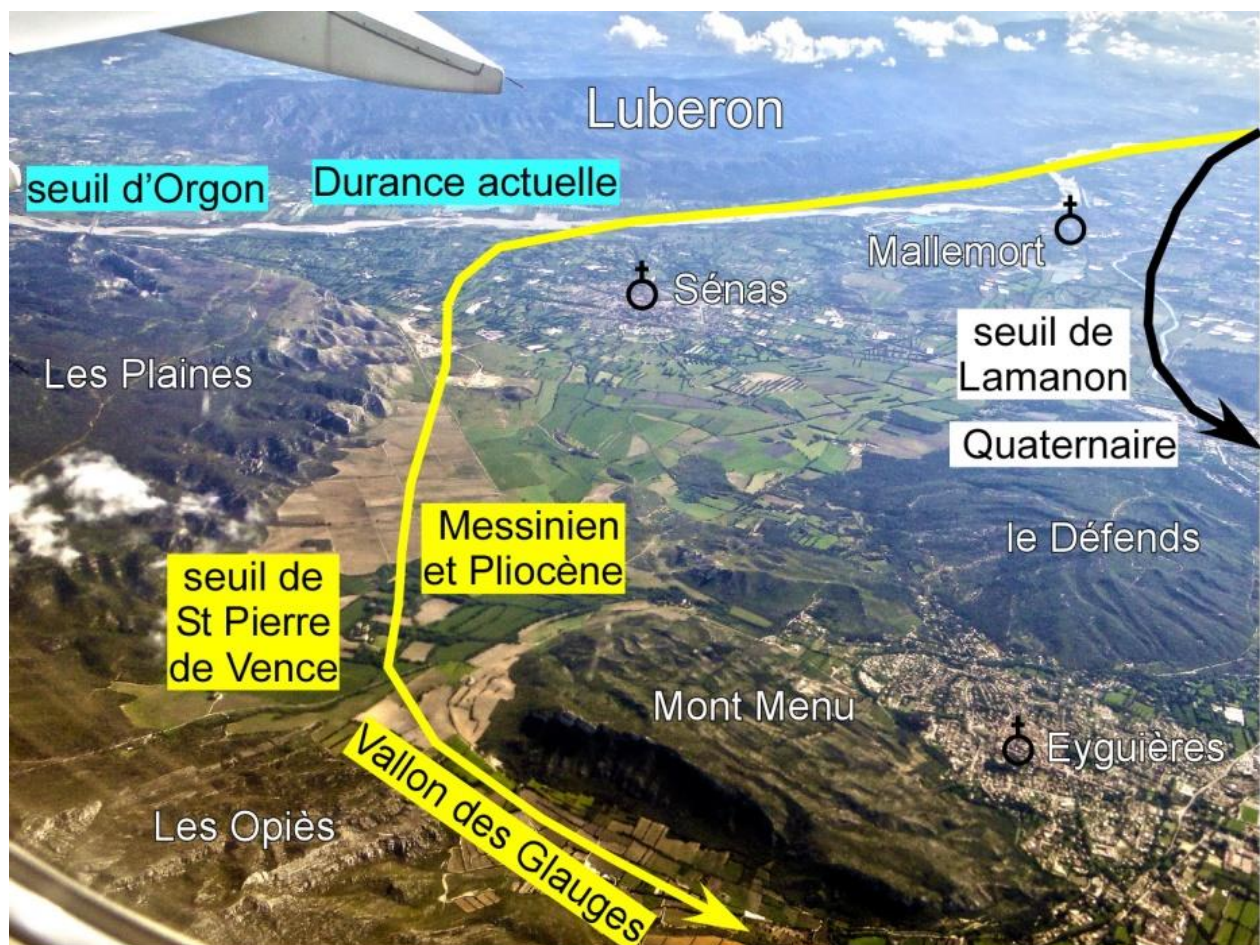 Luberon
seuil d'Orgon
Durance actuelle
Mallemort
Sénas
seuil de
Lamanon
Les Plaines
Quaternaire
Messinien
et Pliocène
le Défends
seuil de
St Pierre
de Vence
Mont Menu
Eyguières
Vallon des Glauges
Les Opiès